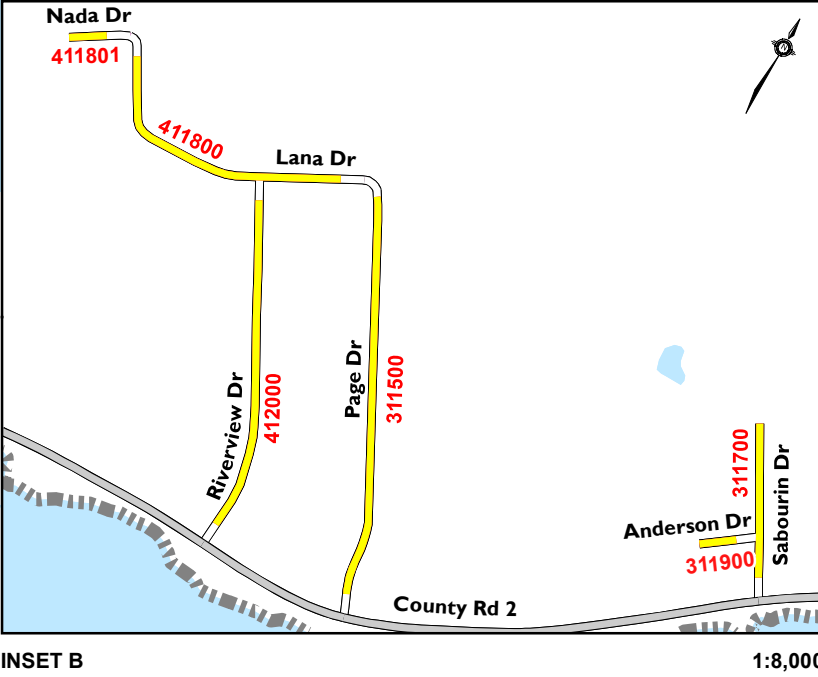 Nada Dr
411801
411800
Lana Dr
Riverview Dr
412000
Page Dr
311500
311700
Sabourin Dr
Anderson Dr
311900
County Rd 2
INSET B
1:8,000